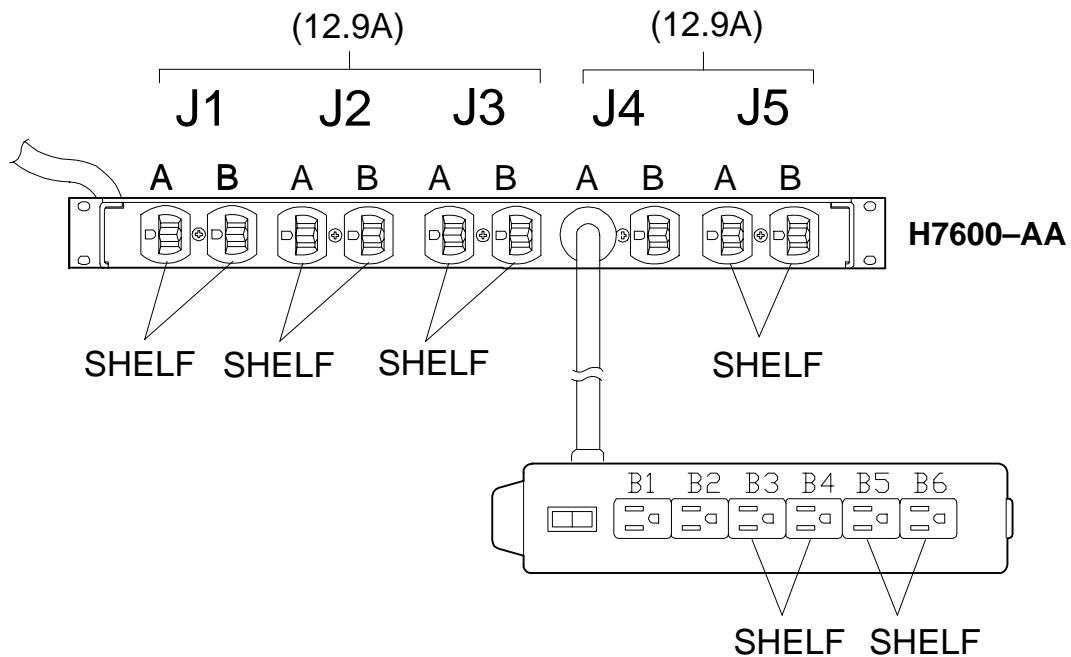 (12.9A) (12.9A)
J1 J2 J3 J4 J5
A B A B A B A B A B
H7600–AA
SHELF SHELF SHELF SHELF
B1 B2 B3 B4 B5 B6
SHELF SHELF